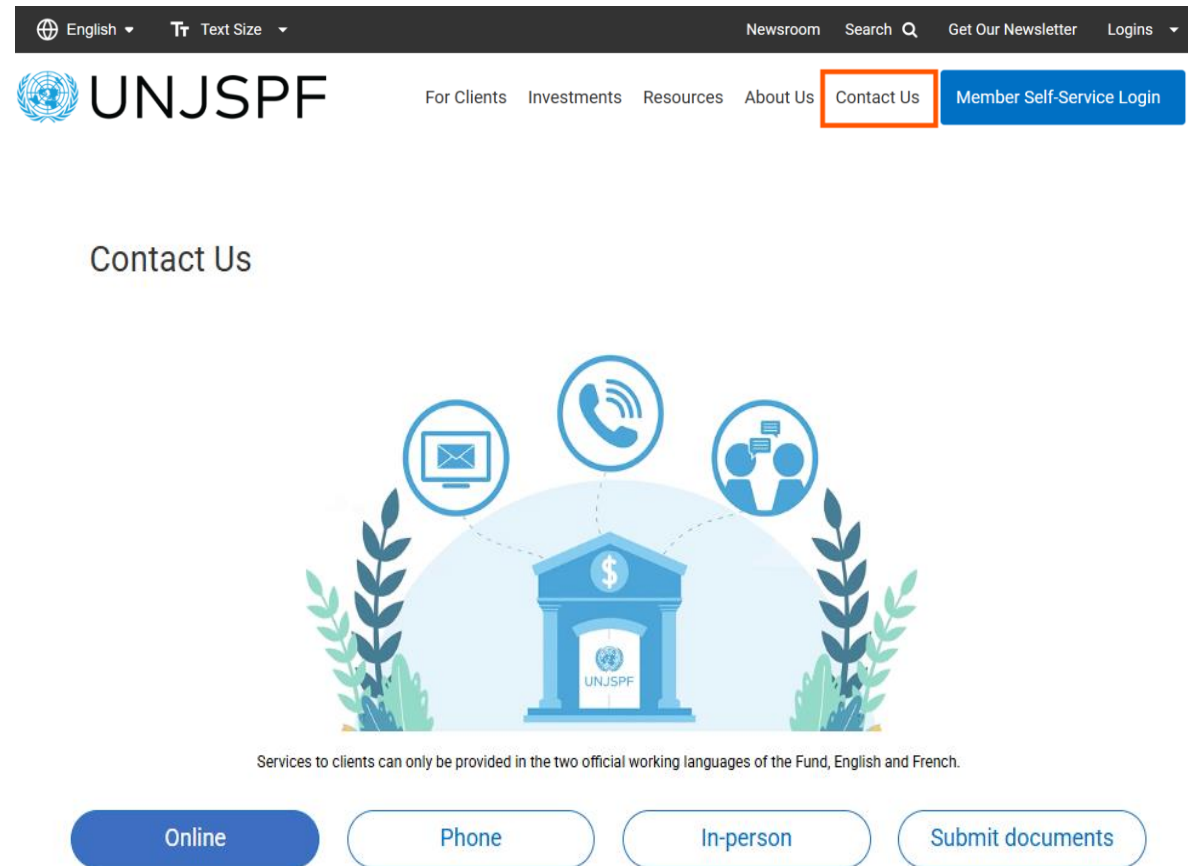 English Text Size Newsroom Search Get Our Newsletter Logins
UNJSPF For Clients Investments Resources About Us Contact Us Member Self-Service Login
Contact Us
$
UNJSPF
Services to clients can only be provided in the two official working languages of the Fund, English and French.
Online Phone In-person Submit documents